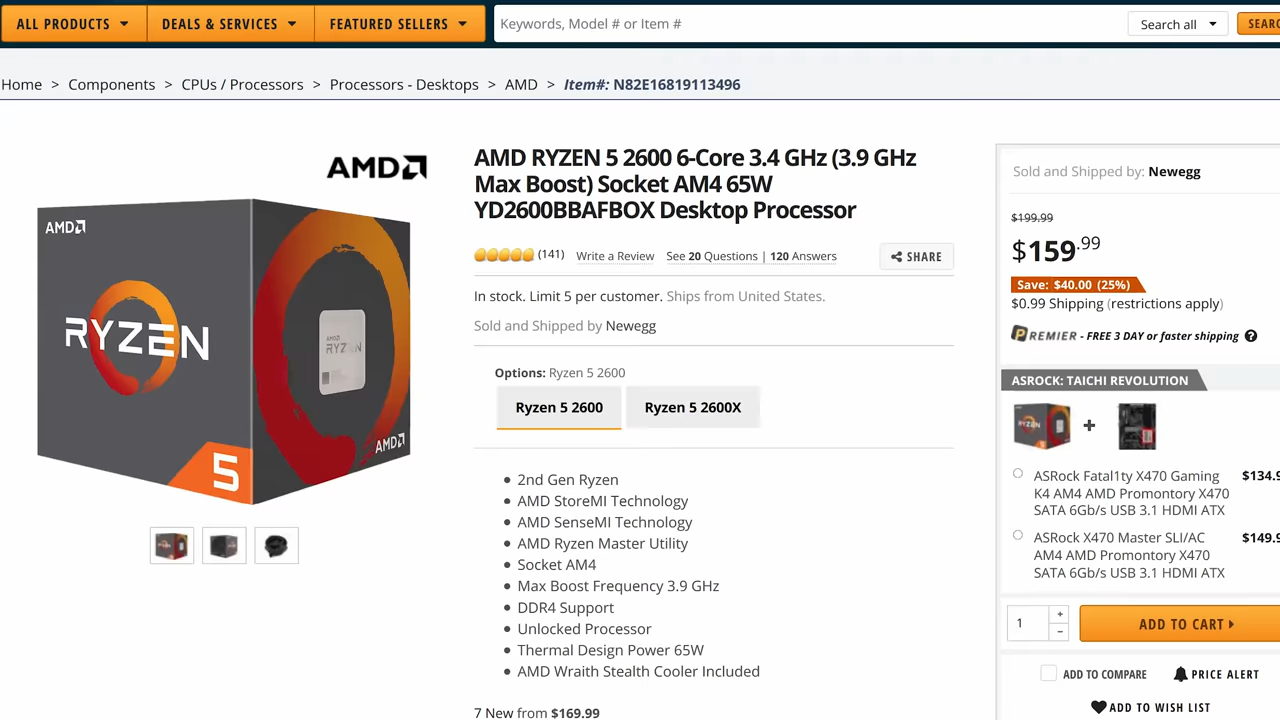 ALL PRODUCTS
DEALS & SERVICES
FEATURED SELLERS
Keywords, Model # or Item #
Search all
SEARC
Home > Components > CPUs / Processors > Processors - Desktops > AMD > Item#: N82E16819113496
AMD
AMD
RYZEN
AMD
RYZEN
AMD
5
AMD RYZEN 5 2600 6-Core 3.4 GHz (3.9 GHz
Max Boost) Socket AM4 65W
YD2600BBAFBOX Desktop Processor
(141) Write a Review See 20 Questions | 120 Answers
SHARE
In stock. Limit 5 per customer. Ships from United States.
Sold and Shipped by Newegg
Options: Ryzen 5 2600
Ryzen 5 2600
Ryzen 5 2600X
• 2nd Gen Ryzen
• AMD StoreMI Technology
• AMD SenseMI Technology
• AMD Ryzen Master Utility
• Socket AM4
• Max Boost Frequency 3.9 GHz
• DDR4 Support
• Unlocked Processor
• Thermal Design Power 65W
• AMD Wraith Stealth Cooler Included
7 New from $169.99
Sold and Shipped by: Newegg
$199.99
$159.99
Save: $40.00 (25%)
$0.99 Shipping (restrictions apply)
PREMIER - FREE 3 DAY or faster shipping ?
ASROCK: TAICHI REVOLUTION
+
ASRock Fatal1ty X470 Gaming $134.9
K4 AM4 AMD Promontory X470
SATA 6Gb/s USB 3.1 HDMI ATX
ASRock X470 Master SLI/AC $149.9
AM4 AMD Promontory X470
SATA 6Gb/s USB 3.1 HDMI ATX
1
+
−
ADD TO CART
ADD TO COMPARE
PRICE ALERT
ADD TO WISH LIST